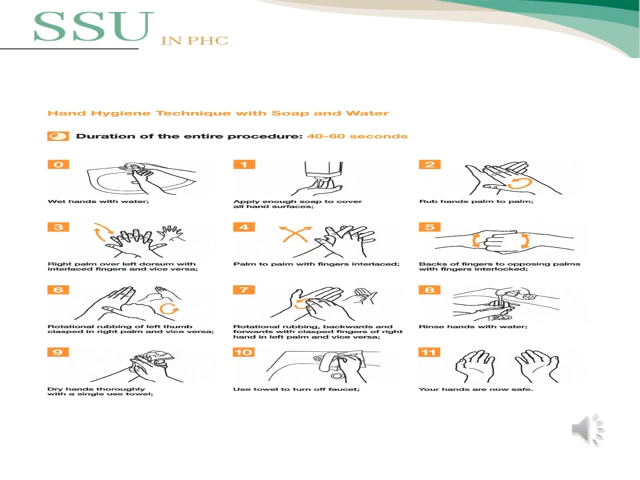 SSU IN PHC
Hand Hygiene Technique with Soap and Water
Duration of the entire procedure: 40-60 seconds
0
Wet hands with water;
1
Apply enough soap to cover
all hand surfaces;
2
Rub hands palm to palm;
3
Right palm over left dorsum with
interlaced fingers and vice versa;
4
Palm to palm with fingers interlaced;
5
Backs of fingers to opposing palms
with fingers interlocked;
6
Rotational rubbing of left thumb
clasped in right palm and vice versa;
7
Rotational rubbing, backwards and
forwards with clasped fingers of right
hand in left palm and vice versa;
8
Rinse hands with water;
9
Dry hands thoroughly
with a single use towel;
10
Use towel to turn off faucet;
11
Your hands are now safe.